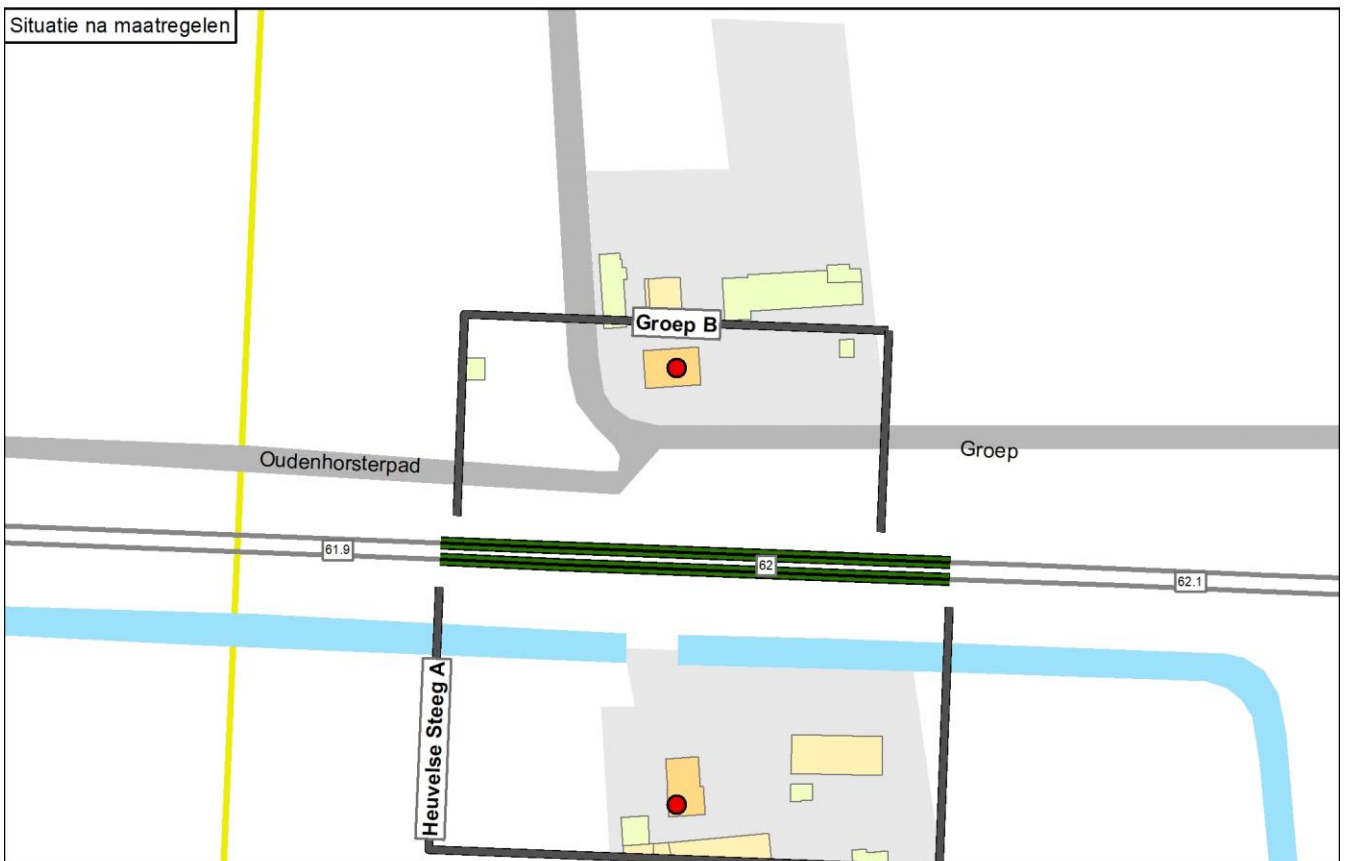 Situatie na maatregelen
Groep B
Oudenhorsterpad
Groep
61.9
62
62.1
Heuvelse Steeg A